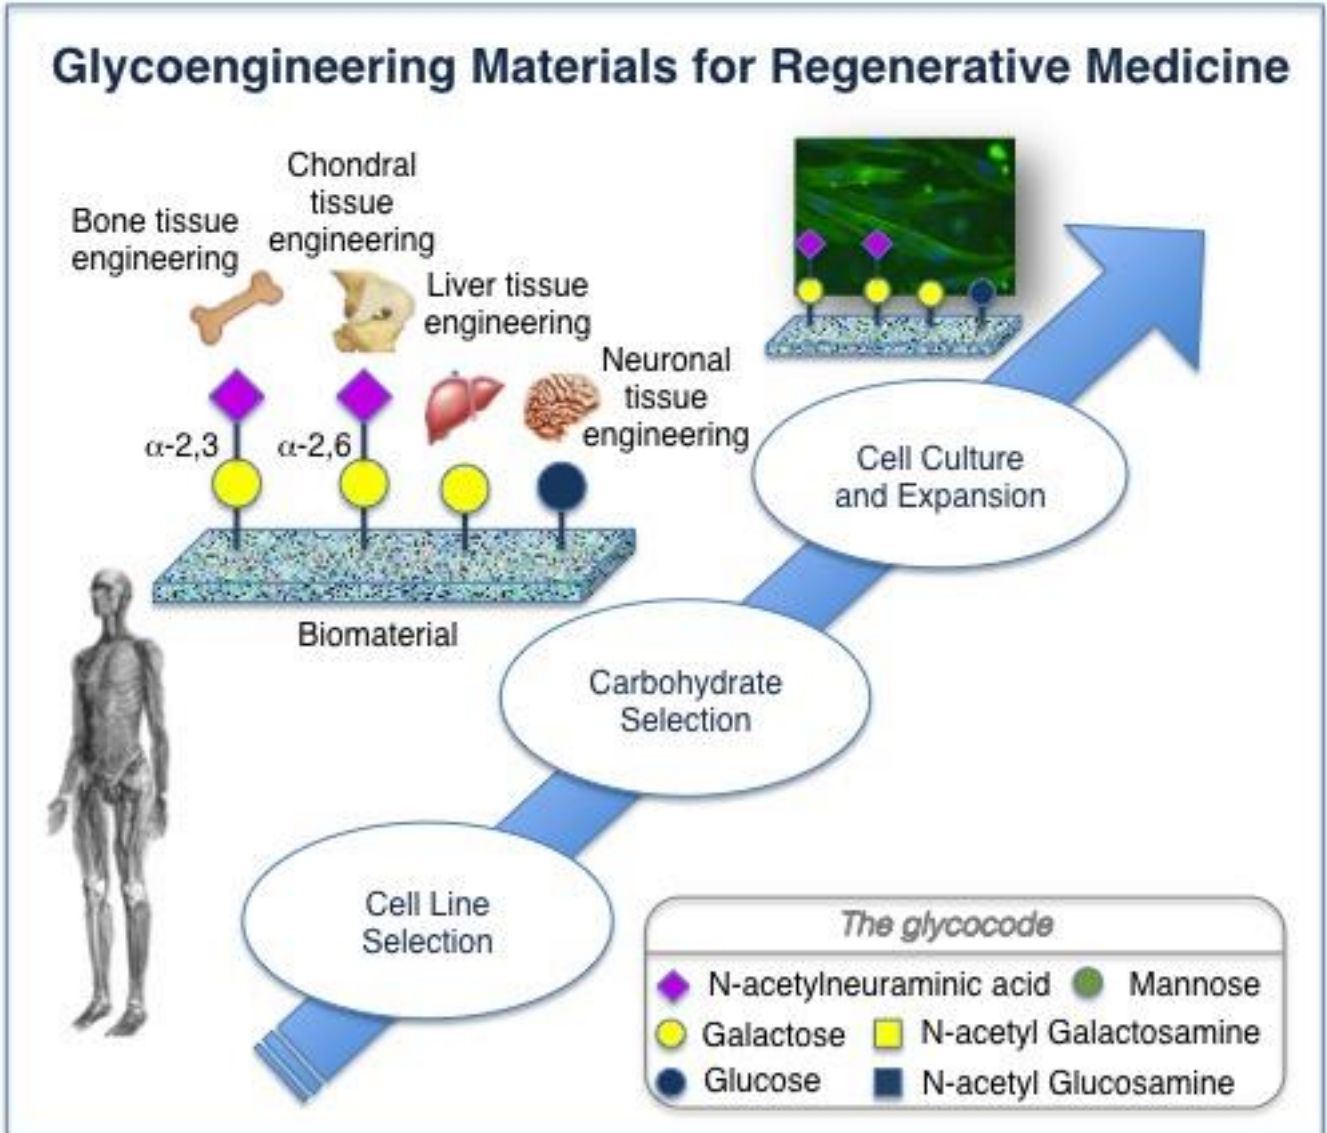 Glycoengineering Materials for Regenerative Medicine
Bone tissue
engineering
Chondral
tissue
engineering
Liver tissue
engineering
Neuronal
tissue
engineering
α-2,3
α-2,6
Biomaterial
Cell Culture
and Expansion
Carbohydrate
Selection
Cell Line
Selection
The glycocode
N-acetylneuraminic acid
Mannose
Galactose
N-acetyl Galactosamine
Glucose
N-acetyl Glucosamine